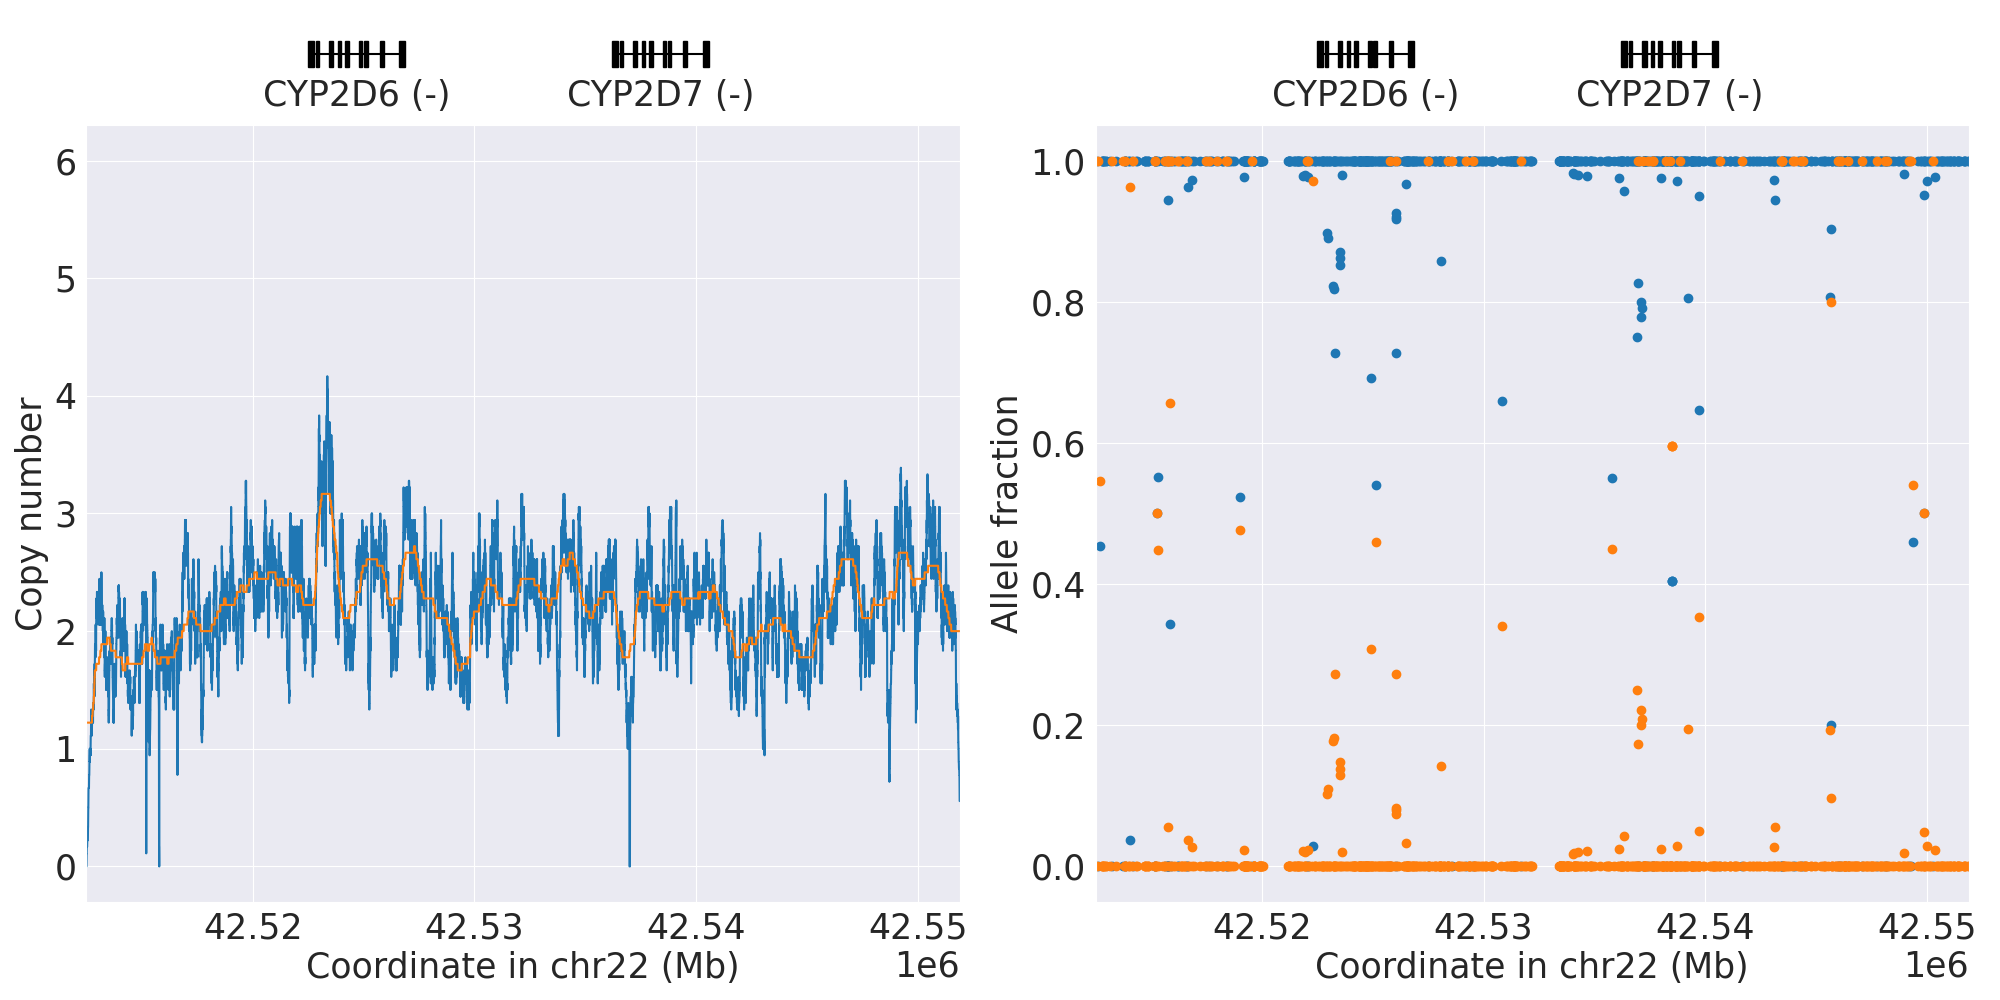 CYP2D6 (-) CYP2D7 (-)
6
5
4
3
2
1
0
Copy number
42.52 42.53 42.54 42.55
Coordinate in chr22 (Mb)
1e6
CYP2D6 (-) CYP2D7 (-)
1.0
0.8
0.6
0.4
0.2
0.0
Allele fraction
42.52 42.53 42.54 42.55
Coordinate in chr22 (Mb)
1e6